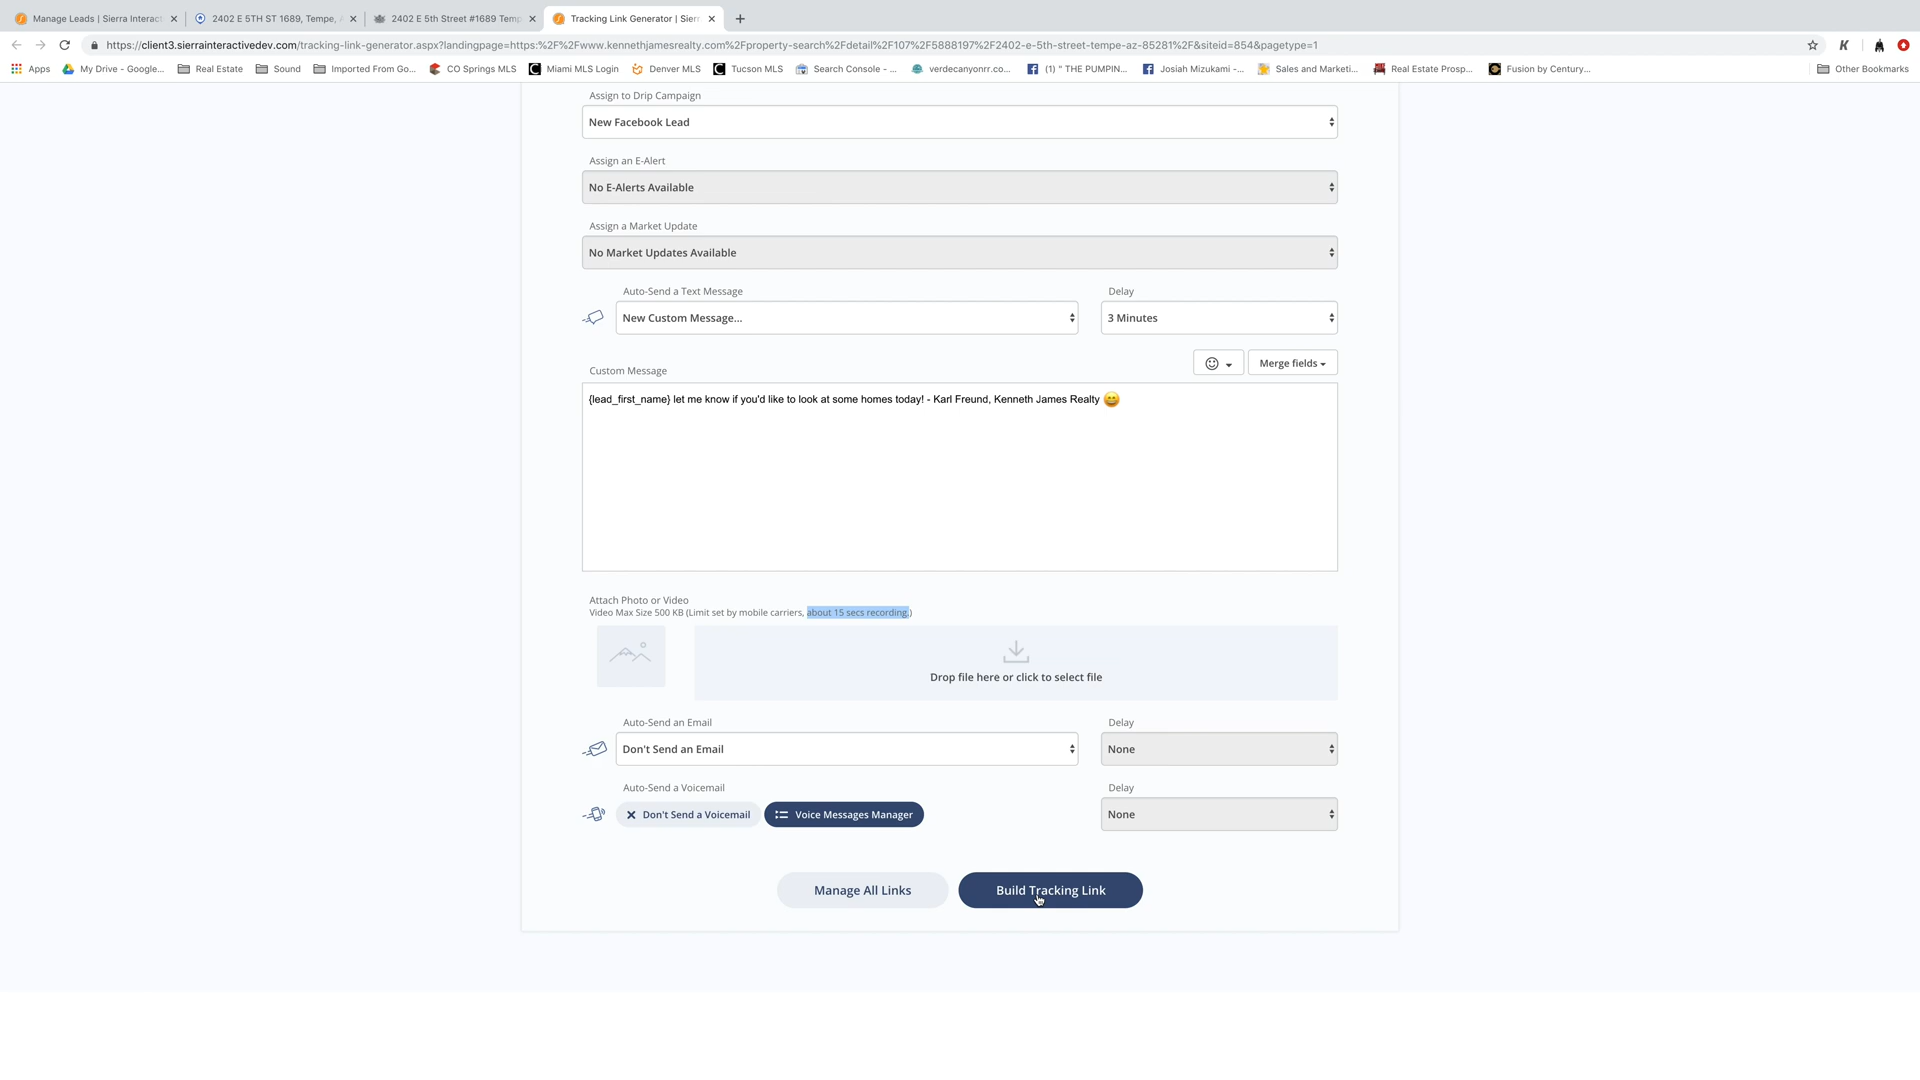 Manage Leads | Sierra Interact
2402 E 5TH ST 1689, Tempe, A
2402 E 5th Street #1689 Temp
Tracking Link Generator | Sierr
https://client3.sierrainteractivedev.com/tracking-link-generator.aspx?landingpage=https:%2F%2Fwww.kennethjamesrealty.com%2Fproperty-search%2Fdetail%2F107%2F5888197%2F2402-e-5th-street-tempe-az-85281%2F&siteid=854&pagetype=1
Apps
My Drive - Google...
Real Estate
Sound
Imported From Go...
CO Springs MLS
Miami MLS Login
Denver MLS
Tucson MLS
Search Console - ...
verdecanyonrr.co...
(1) " THE PUMPIN...
Josiah Mizukami -...
Sales and Marketi...
Real Estate Prosp...
Fusion by Century...
Other Bookmarks
Assign to Drip Campaign
New Facebook Lead
Assign an E-Alert
No E-Alerts Available
Assign a Market Update
No Market Updates Available
Auto-Send a Text Message
Delay
New Custom Message...
3 Minutes
Merge fields
Custom Message
{lead_first_name} let me know if you'd like to look at some homes today! - Karl Freund, Kenneth James Realty 😄
Attach Photo or Video
Video Max Size 500 KB (Limit set by mobile carriers, about 15 secs recording.)
Drop file here or click to select file
Auto-Send an Email
Delay
Don't Send an Email
None
Auto-Send a Voicemail
Delay
Don't Send a Voicemail
Voice Messages Manager
None
Manage All Links
Build Tracking Link